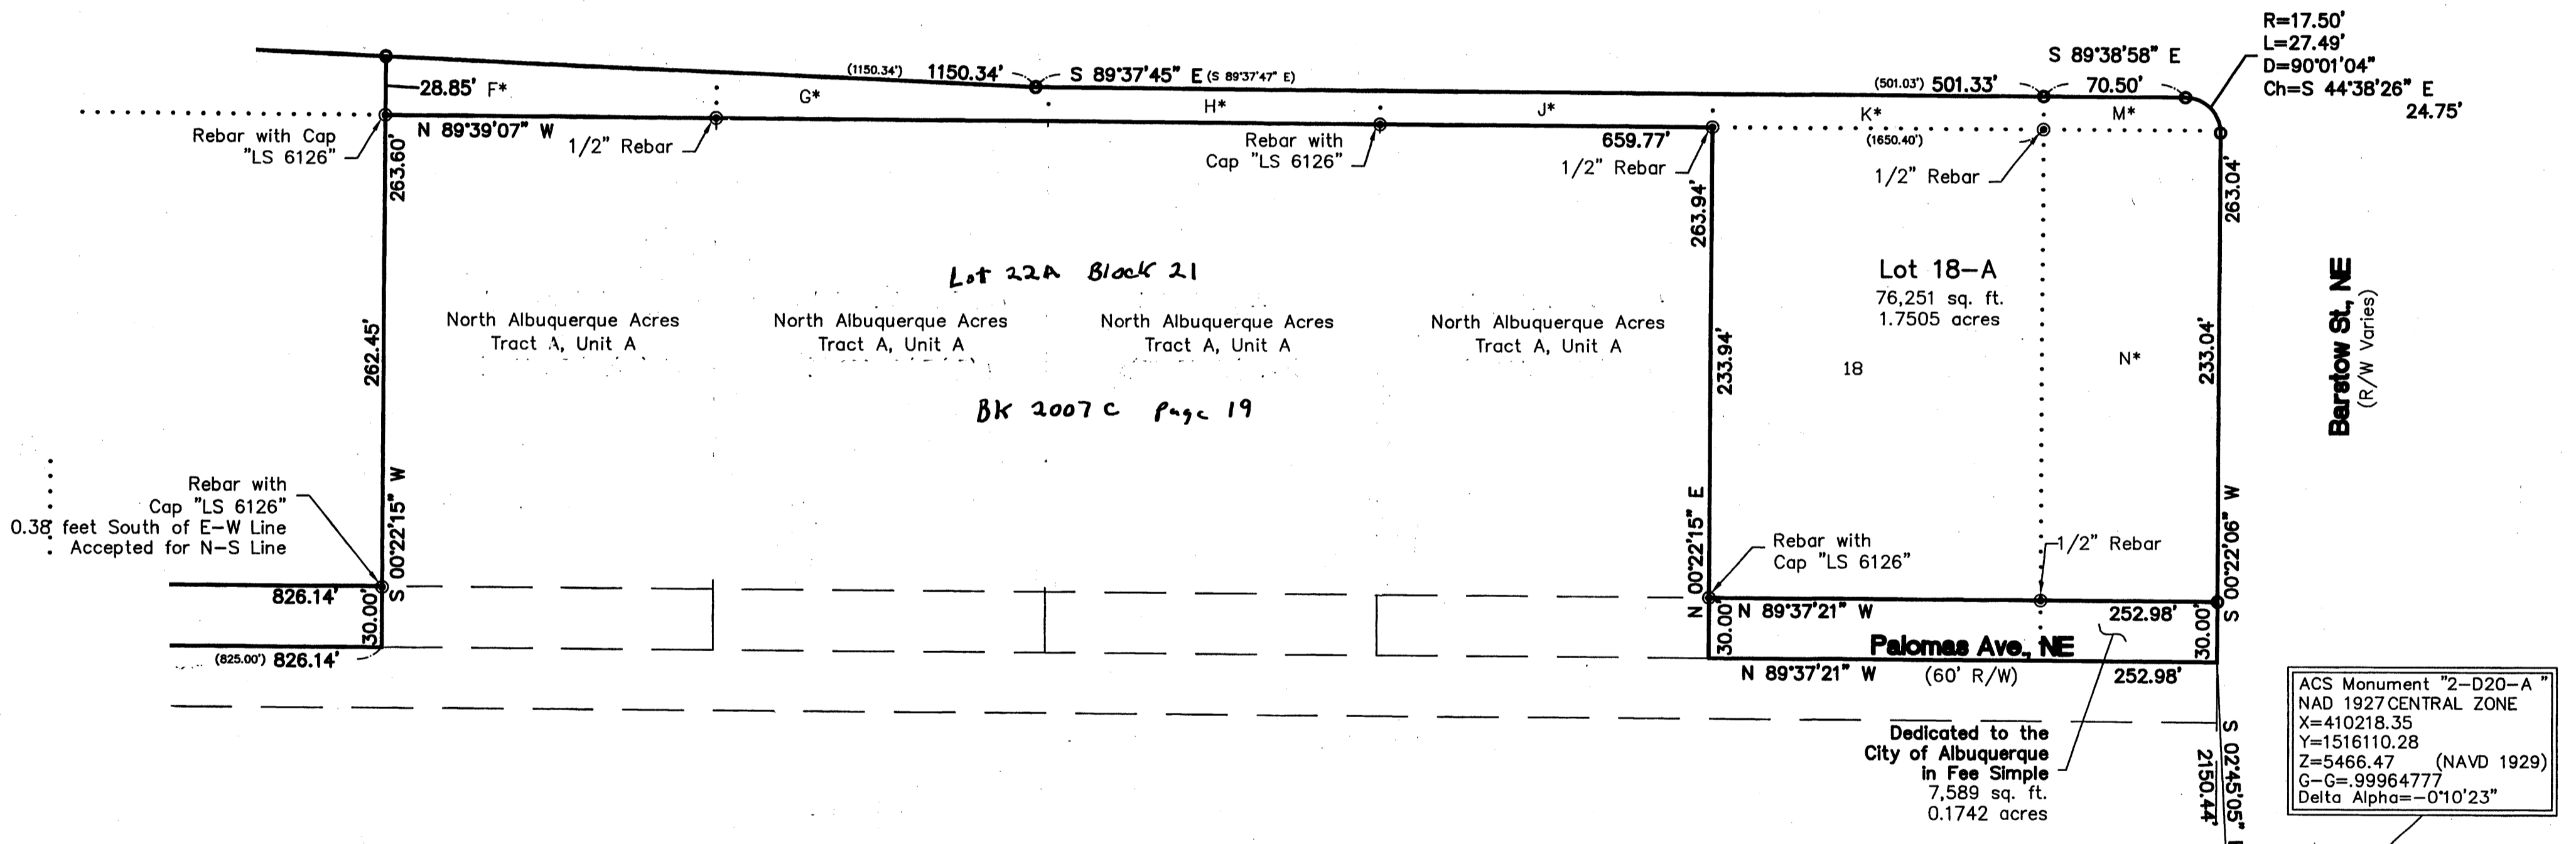 R=17.50'
L=27.49'
D=90°01'04"
Ch=S 44°38'26" E
24.75'
S 89°38'58" E
70.50'
(501.03') 501.33'
(1150.34') 1150.34'
S 89°37'45" E (S 89°37'47" E)
28.85' F*
G*
H*
J*
K*
M*
N 89°39'07" W
659.77'
(1650.40')
Rebar with Cap
"LS 6126"
1/2" Rebar
Rebar with
Cap "LS 6126"
1/2" Rebar
1/2" Rebar
263.60'
263.94'
263.04'
Lot 22A Block 21
Lot 18-A
76,251 sq. ft.
1.7505 acres
North Albuquerque Acres
Tract A, Unit A
North Albuquerque Acres
Tract A, Unit A
North Albuquerque Acres
Tract A, Unit A
North Albuquerque Acres
Tract A, Unit A
262.45'
233.94'
233.04'
18
N*
Barstow St., NE
(R/W Varies)
BK 2007 C Page 19
Rebar with
Cap "LS 6126"
0.38 feet South of E-W Line
Accepted for N-S Line
S 00°22'15" W
N 00°22'15" E
S 00°22'06" W
Rebar with
Cap "LS 6126"
1/2" Rebar
826.14'
30.00'
(825.00') 826.14'
30.00'
N 89°37'21" W
252.98'
30.00'
Palomas Ave., NE
N 89°37'21" W
(60' R/W)
252.98'
Dedicated to the
City of Albuquerque
in Fee Simple
7,589 sq. ft.
0.1742 acres
S 02°45'05"
2150.44'
ACS Monument "2-D20-A "
NAD 1927 CENTRAL ZONE
X=410218.35
Y=1516110.28
Z=5466.47 (NAVD 1929)
G-G=.99964777
Delta Alpha=-0°10'23"